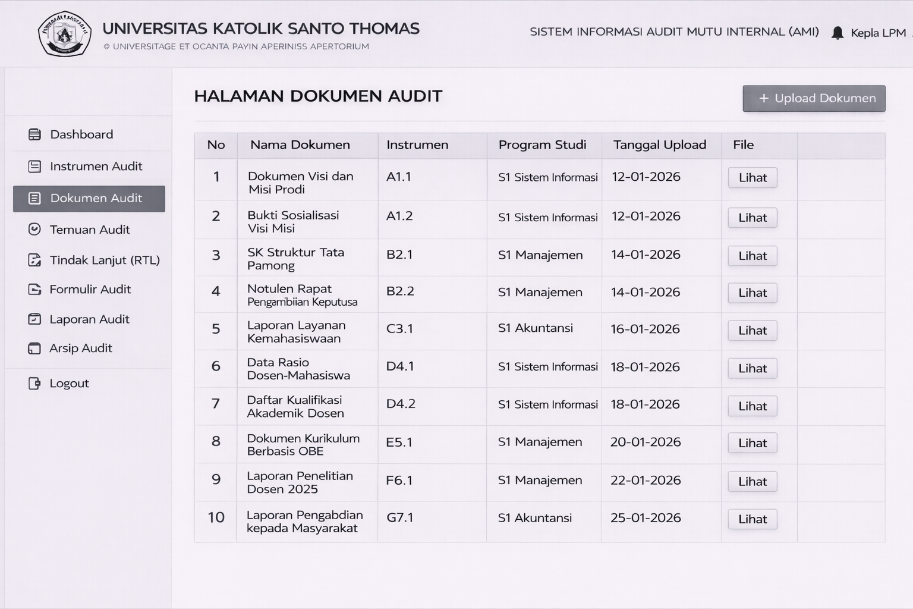 UNIVERSITAS KATOLIK SANTO THOMAS
© UNIVERSITAGE ET OCANTA PAYIN APERINISS APERTORIUM
SISTEM INFORMASI AUDIT MUTU INTERNAL (AMI)
Kepla LPM
Dashboard
Instrumen Audit
Dokumen Audit
Temuan Audit
Tindak Lanjut (RTL)
Formulir Audit
Laporan Audit
Arsip Audit
Logout
HALAMAN DOKUMEN AUDIT
+ Upload Dokumen
No Nama Dokumen Instrumen Program Studi Tanggal Upload File
1 Dokumen Visi dan A1.1 S1 Sistem Informasi 12-01-2026 Lihat
Misi Prodi
2 Bukti Sosialisasi A1.2 S1 Sistem Informasi 12-01-2026 Lihat
Visi Misi
3 SK Struktur Tata B2.1 S1 Manajemen 14-01-2026 Lihat
Pamong
4 Notulen Rapat B2.2 S1 Manajemen 14-01-2026 Lihat
Pengambiian Keputusa
5 Laporan Layanan C3.1 S1 Akuntansi 16-01-2026 Lihat
Kemahasiswaan
6 Data Rasio D4.1 S1 Sistem Informasi 18-01-2026 Lihat
Dosen-Mahasiswa
7 Daftar Kualifikasi D4.2 S1 Sistem Informasi 18-01-2026 Lihat
Akademik Dosen
8 Dokumen Kurikulum E5.1 S1 Manajemen 20-01-2026 Lihat
Berbasis OBE
9 Laporan Penelitian F6.1 S1 Manajemen 22-01-2026 Lihat
Dosen 2025
10 Laporan Pengabdian G7.1 S1 Akuntansi 25-01-2026 Lihat
kepada Masyarakat